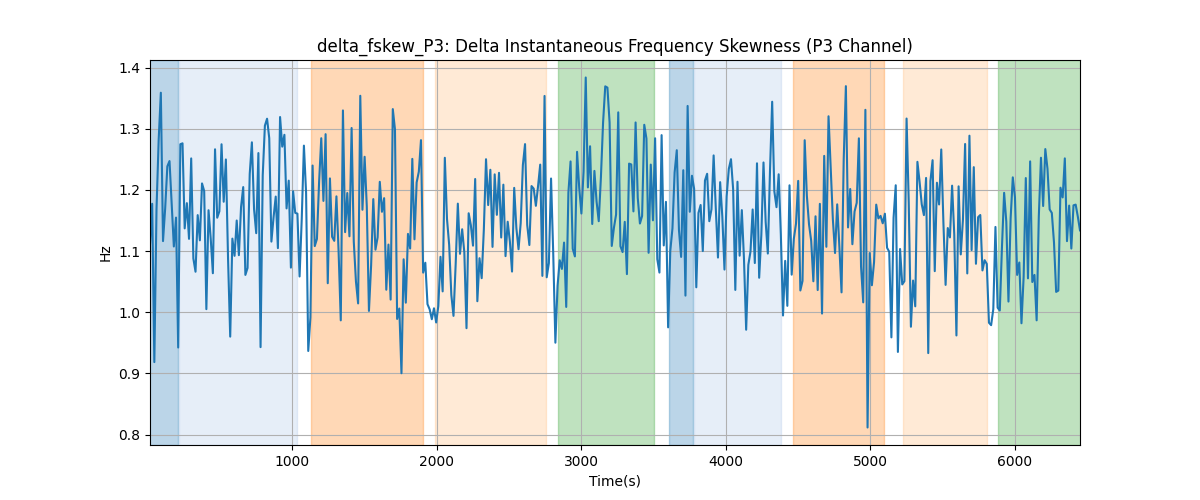 delta_fskew_P3: Delta Instantaneous Frequency Skewness (P3 Channel)
1.4
1.3
1.2
1.1
1.0
0.9
0.8
Hz
1000 2000 3000 4000 5000 6000
Time(s)